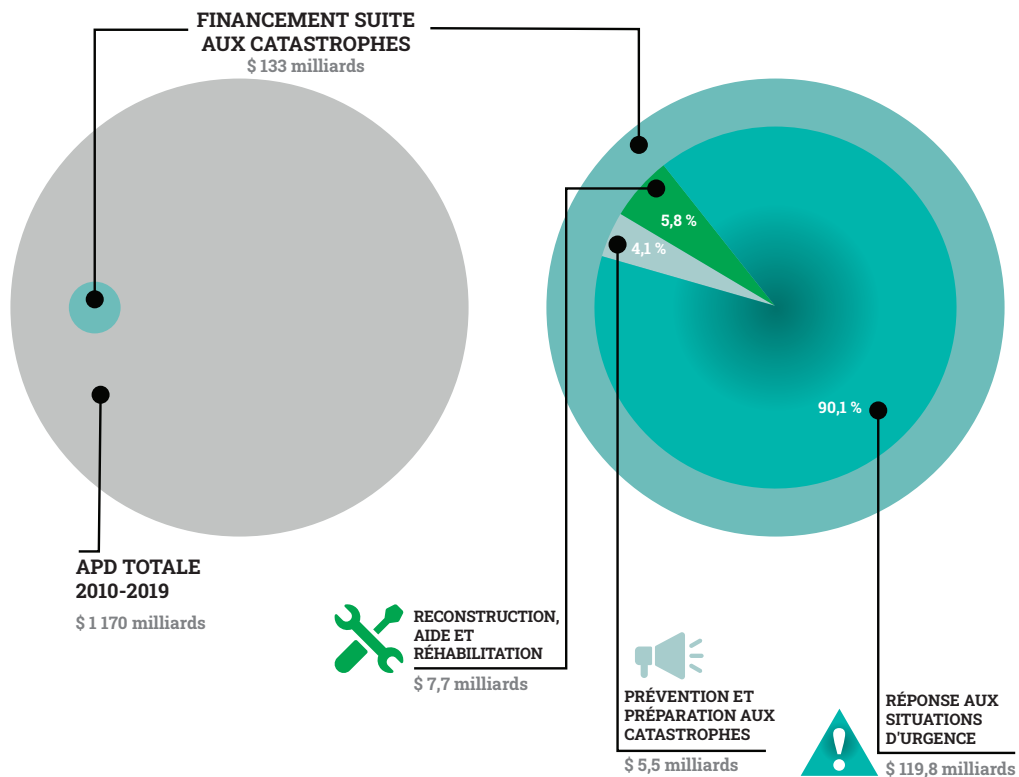 FINANCEMENT SUITE
AUX CATASTROPHES
$ 133 milliards
5,8 %
4,1 %
90,1 %
APD TOTALE
2010-2019
$ 1 170 milliards
RECONSTRUCTION,
AIDE ET
RÉHABILITATION
$ 7,7 milliards
PRÉVENTION ET
PRÉPARATION AUX
CATASTROPHES
$ 5,5 milliards
RÉPONSE AUX
SITUATIONS
D'URGENCE
$ 119,8 milliards